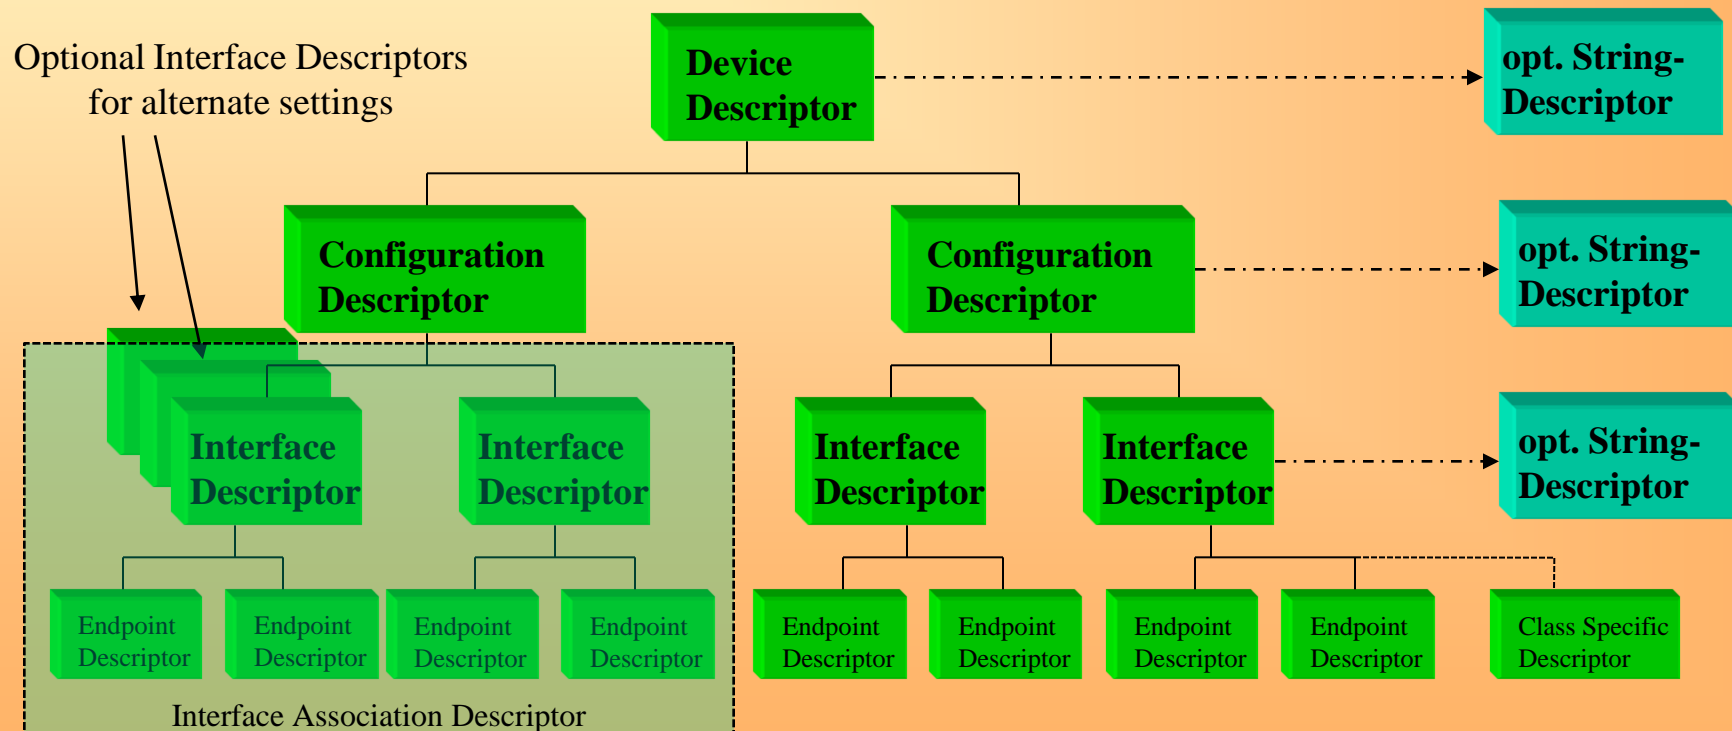 Optional Interface Descriptors
for alternate settings
Device
Descriptor
opt. String-
Descriptor
Configuration
Descriptor
Configuration
Descriptor
opt. String-
Descriptor
Interface
Descriptor
Interface
Descriptor
Interface
Descriptor
Interface
Descriptor
opt. String-
Descriptor
Endpoint
Descriptor
Endpoint
Descriptor
Endpoint
Descriptor
Endpoint
Descriptor
Endpoint
Descriptor
Endpoint
Descriptor
Endpoint
Descriptor
Endpoint
Descriptor
Class Specific
Descriptor
Interface Association Descriptor